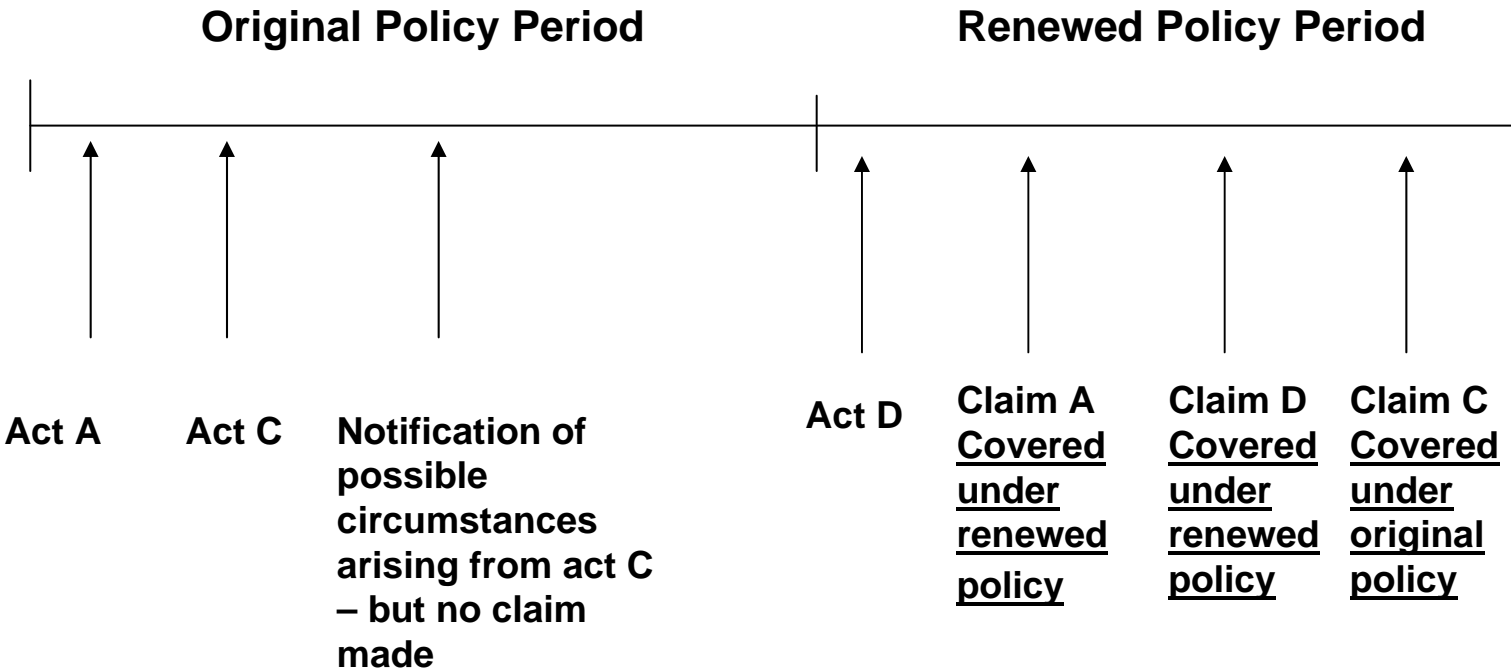 Original Policy Period
Renewed Policy Period
Act A
Act C
Notification of
possible
circumstances
arising from act C
– but no claim
made
Act D
Claim A
Covered
under
renewed
policy
Claim D
Covered
under
renewed
policy
Claim C
Covered
under
original
policy